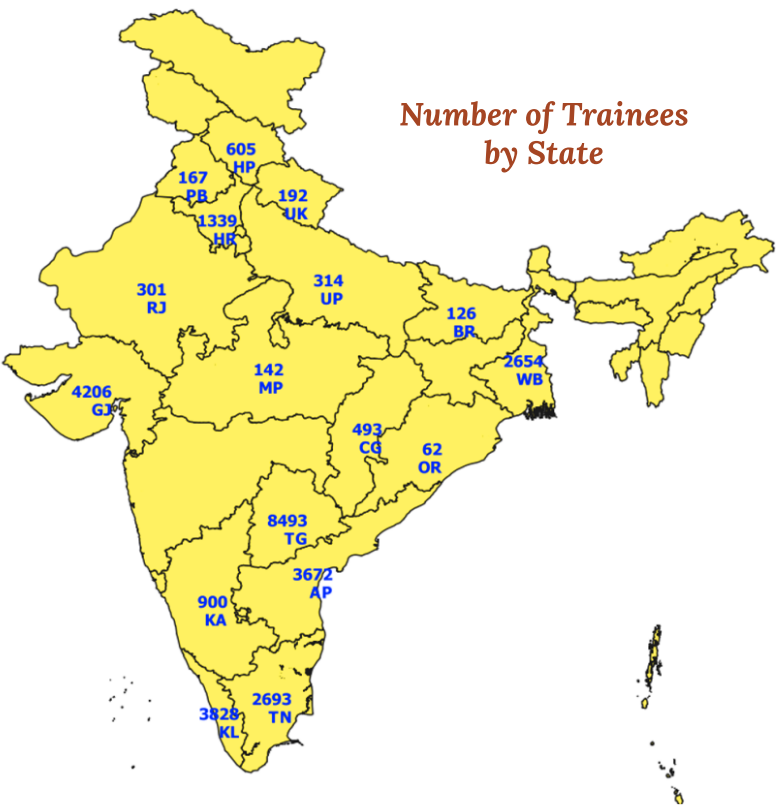 Number of Trainees
by State
605
HP
167
PB
192
UK
1339
HR
301
RJ
314
UP
126
BR
142
MP
2654
WB
4206
GJ
493
CG
62
OR
8493
TG
3672
AP
900
KA
2693
TN
3828
KL